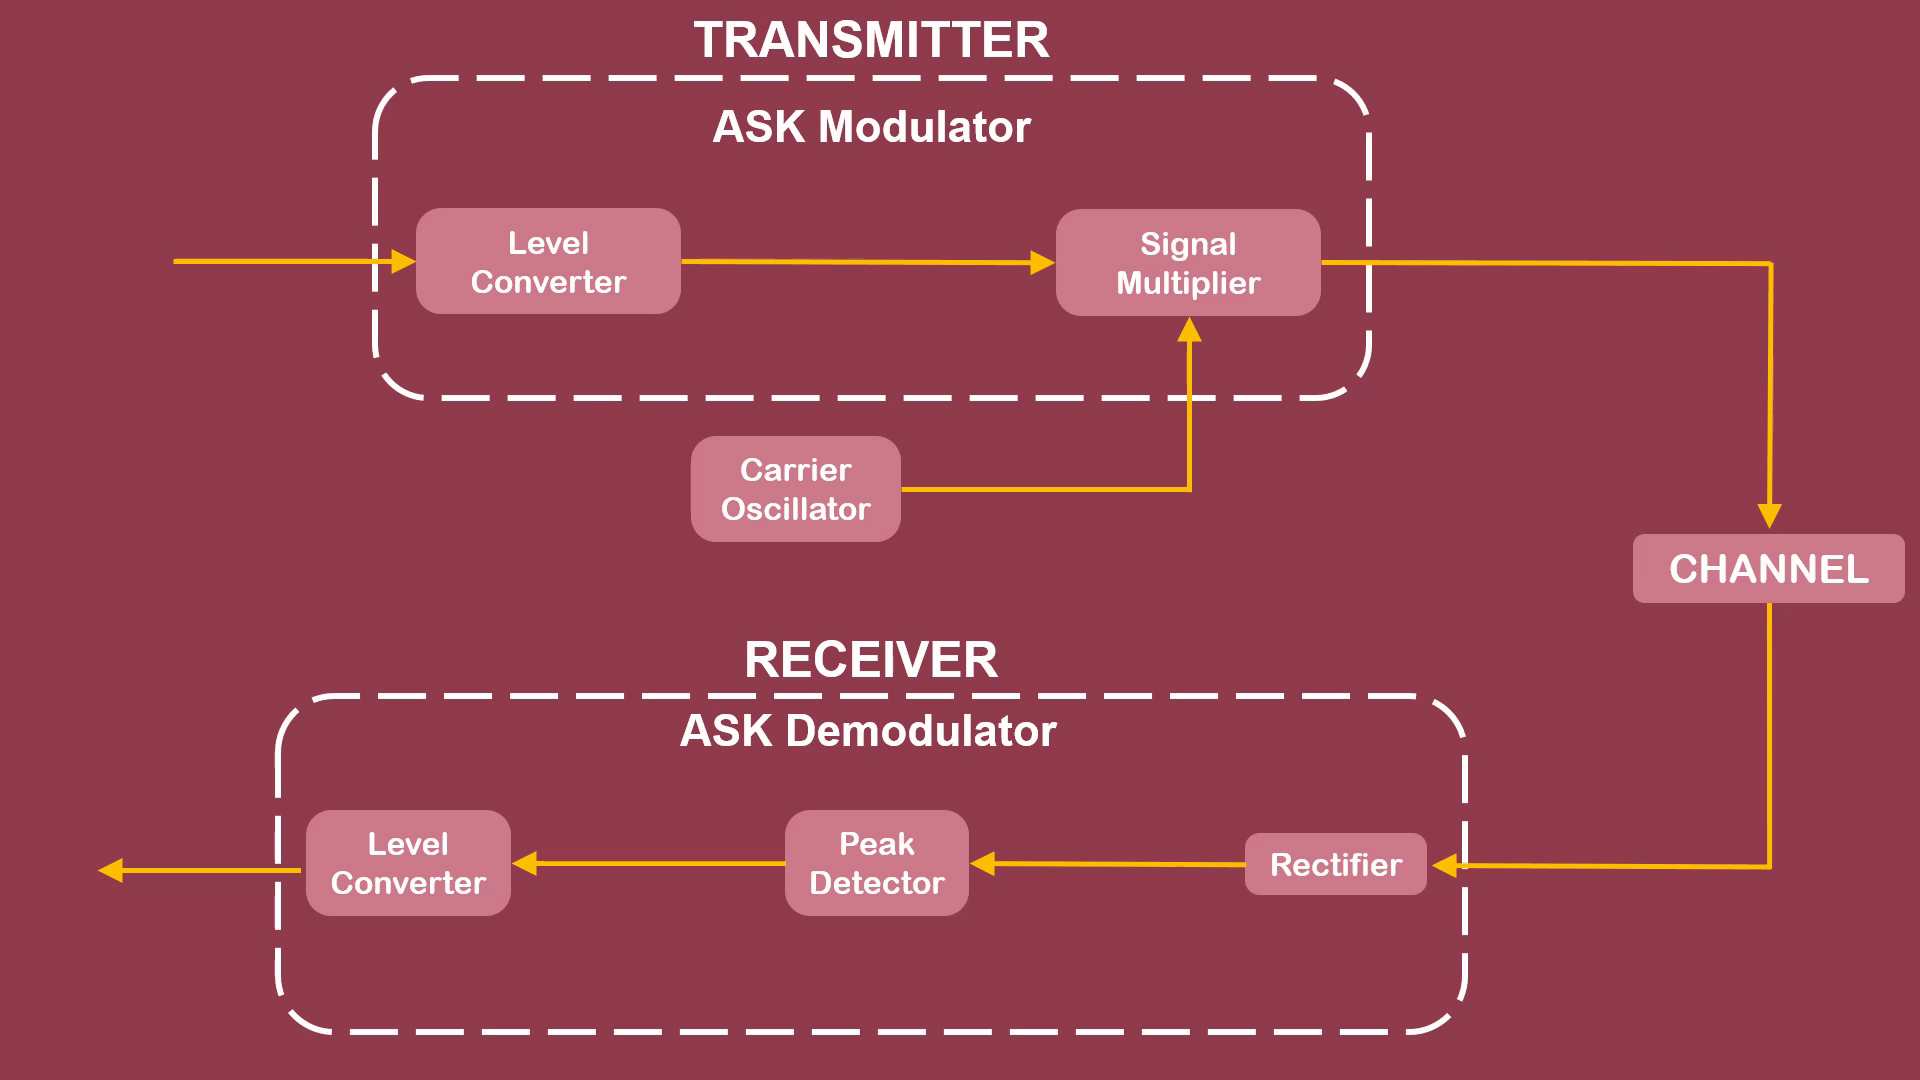 TRANSMITTER
ASK Modulator
Level
Converter
Signal
Multiplier
Carrier
Oscillator
CHANNEL
RECEIVER
ASK Demodulator
Level
Converter
Peak
Detector
Rectifier